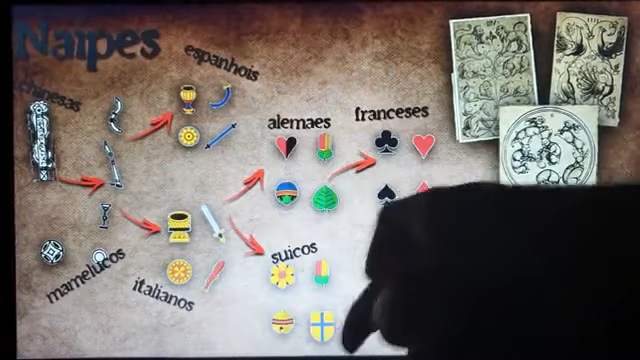 Naipes
chinesas
espanhois
alemaes
franceses
suicos
mamelucos
italianos